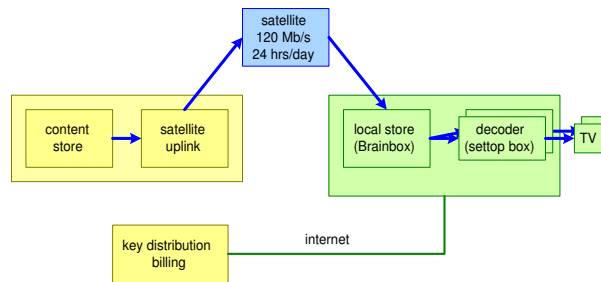 satellite
120 Mb/s
24 hrs/day
content
store
satellite
uplink
local store
(Brainbox)
decoder
(settop box)
TV
key distribution
billing
internet